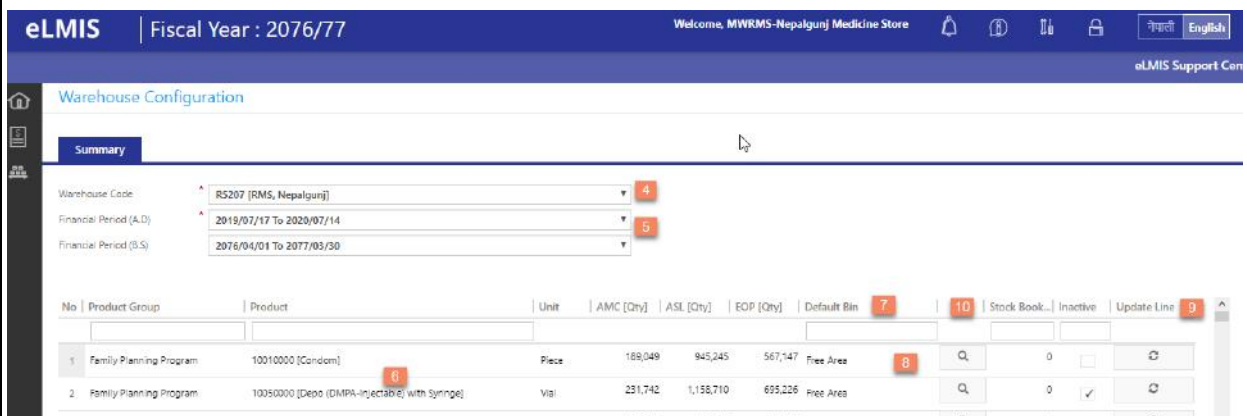 eLMIS | Fiscal Year : 2076/77 Welcome, MWRMS-Nepalgunj Medicine Store नेपाली English
eLMIS Support Cen
Warehouse Configuration
Summary
Warehouse Code * R5207 [RMS, Nepalgunj] 4
Financial Period (A.D) * 2019/07/17 To 2020/07/14
5
Financial Period (B.S) 2076/04/01 To 2077/03/30
No Product Group Product Unit AMC [Qty] ASL [Qty] EOP [Qty] Default Bin 7 10 Stock Book... Inactive Update Line 9
1 Family Planning Program 10010000 [Condom] Piece 189,049 945,245 567,147 Free Area 8 0
6
2 Family Planning Program 10050000 [Depo (DMPA-Injectable) with Syringe] Vial 231,742 1,158,710 695,226 Free Area 0